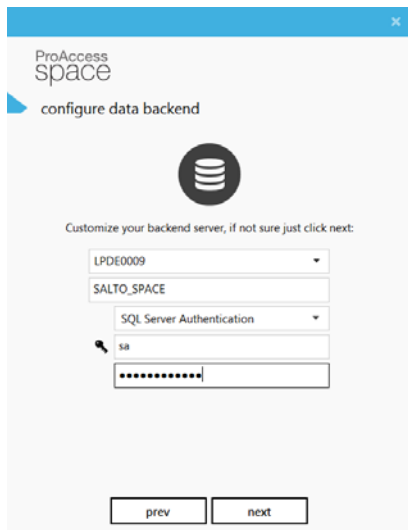 ProAccess
space
configure data backend
Customize your backend server, if not sure just click next:
LPDE0009
SALTO_SPACE
SQL Server Authentication
sa
●●●●●●●●●●●●
prev
next